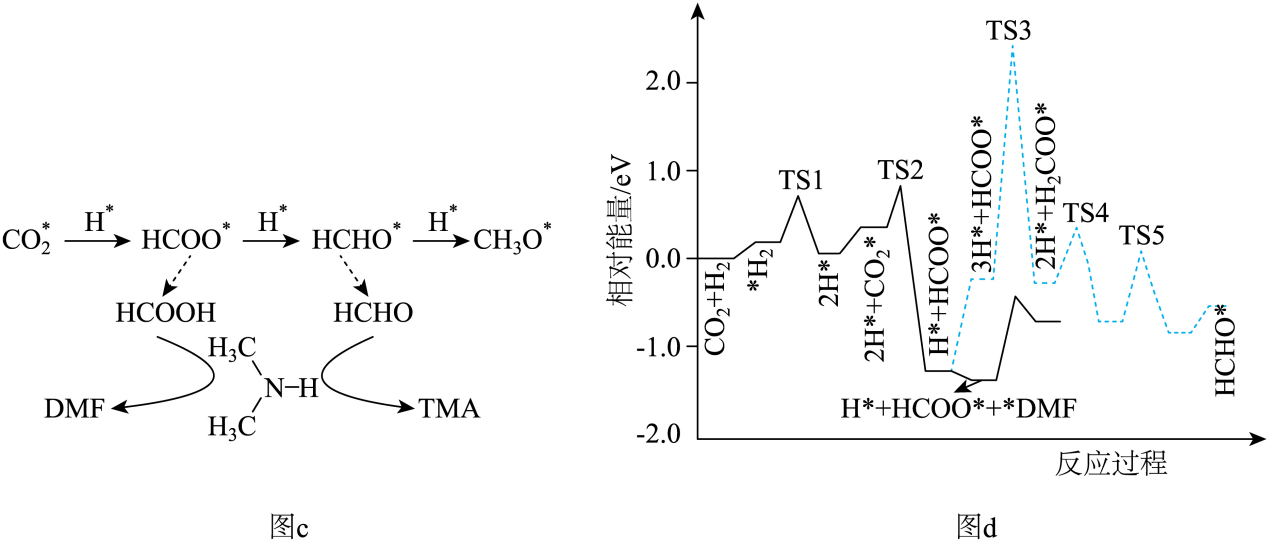 CO₂* H* HCOO* H* HCHO* H* CH₃O*
HCOOH HCHO
H₃C
N–H
H₃C
DMF TMA
图c
相对能量/eV
2.0
1.0
0.0
-1.0
-2.0
CO₂+H₂
*H₂
TS1
2H*
2H*+CO₂*
TS2
H*+HCOO*
3H*+HCOO*
TS3
2H*+H₂COO*
TS4
TS5
HCHO*
H*+HCOO*+*DMF
反应过程
图d